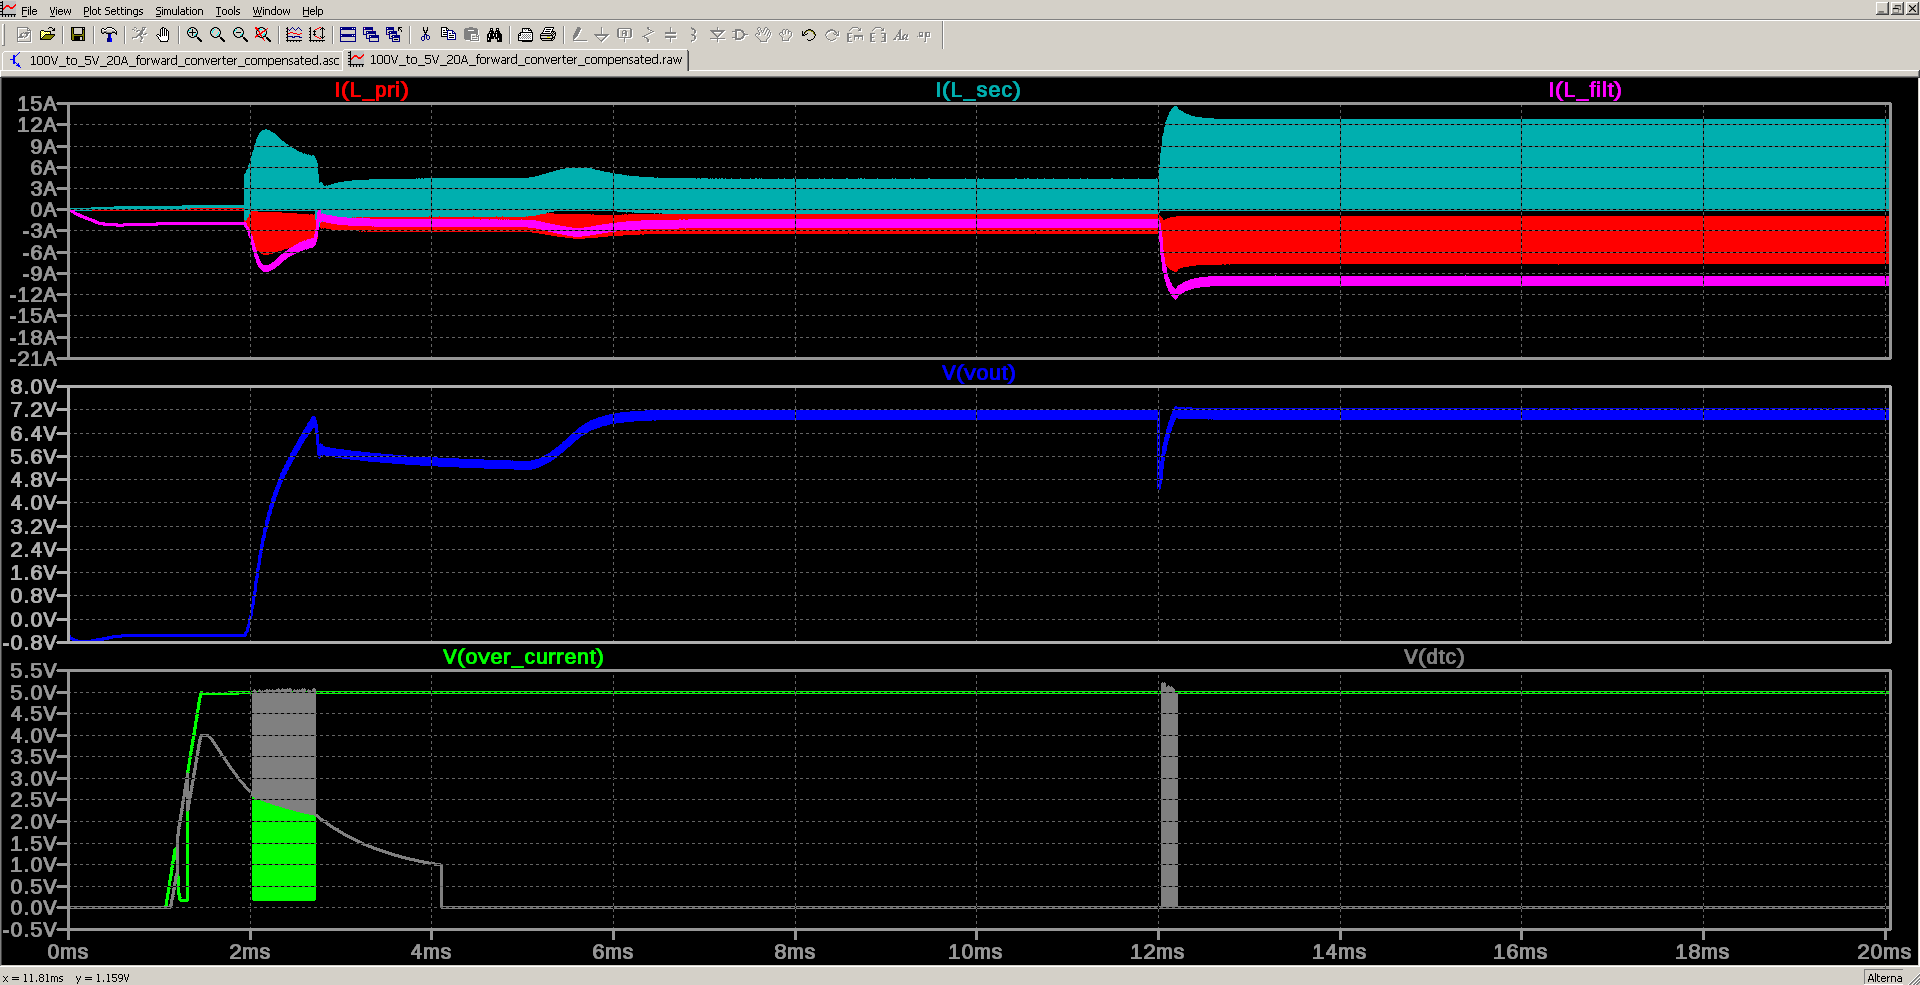 File View Plot Settings Simulation Tools Window Help
100V_to_5V_20A_forward_converter_compensated.asc 100V_to_5V_20A_forward_converter_compensated.raw
I(L_pri) I(L_sec) I(L_filt)
15A
12A
9A
6A
3A
0A
-3A
-6A
-9A
-12A
-15A
-18A
-21A
V(vout)
8.0V
7.2V
6.4V
5.6V
4.8V
4.0V
3.2V
2.4V
1.6V
0.8V
0.0V
-0.8V
V(over_current) V(dtc)
5.5V
5.0V
4.5V
4.0V
3.5V
3.0V
2.5V
2.0V
1.5V
1.0V
0.5V
0.0V
-0.5V
0ms 2ms 4ms 6ms 8ms 10ms 12ms 14ms 16ms 18ms 20ms
x = 11.81ms y = 1.159V Alterna